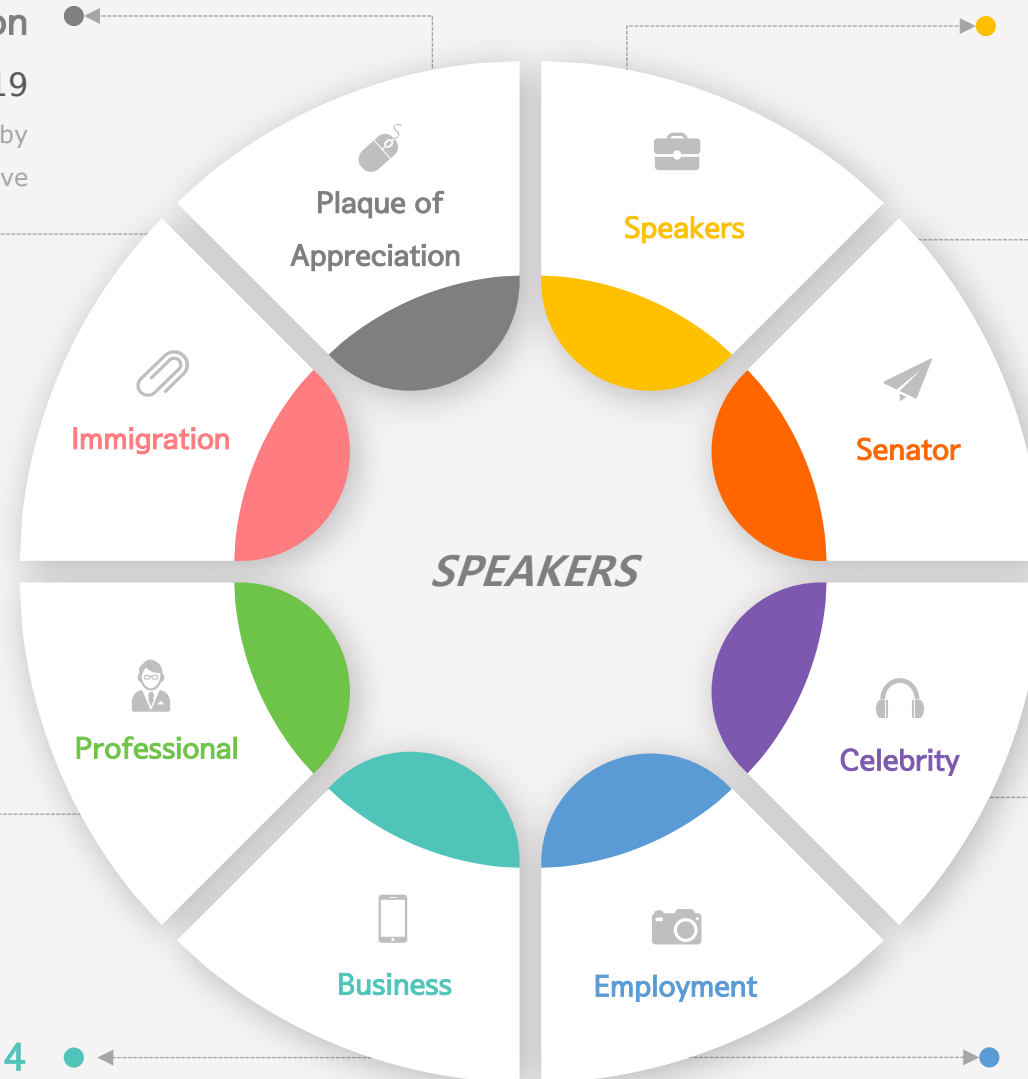 on
19
by
ve
Plaque of
Appreciation
Speakers
Immigration
Senator
SPEAKERS
Professional
Celebrity
Business
Employment
4